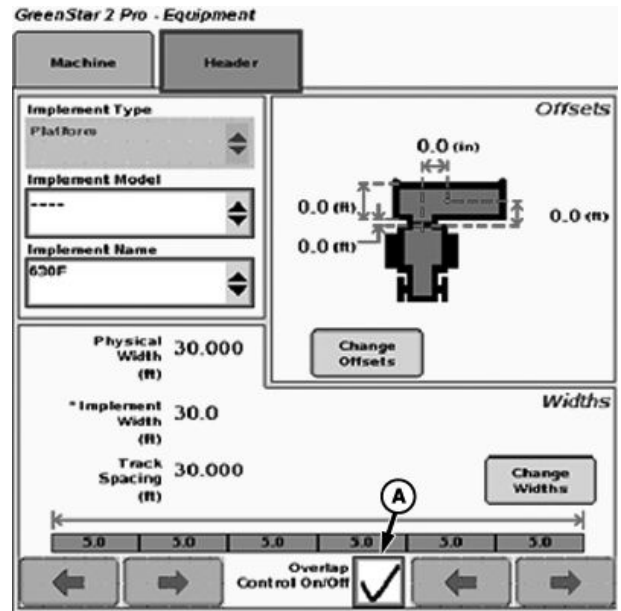 GreenStar 2 Pro - Equipment
Machine
Header
Implement Type
Platform
Implement Model
----
Implement Name
630F
Offsets
0.0 (in)
0.0 (ft)
0.0 (ft)
0.0 (ft)
Change
Offsets
Physical
Width
(ft)
30.000
*Implement
Width
(ft)
30.0
Track
Spacing
(ft)
30.000
Widths
Change
Widths
A
5.0 5.0 5.0 5.0 5.0 5.0
Overlap
Control On/Off